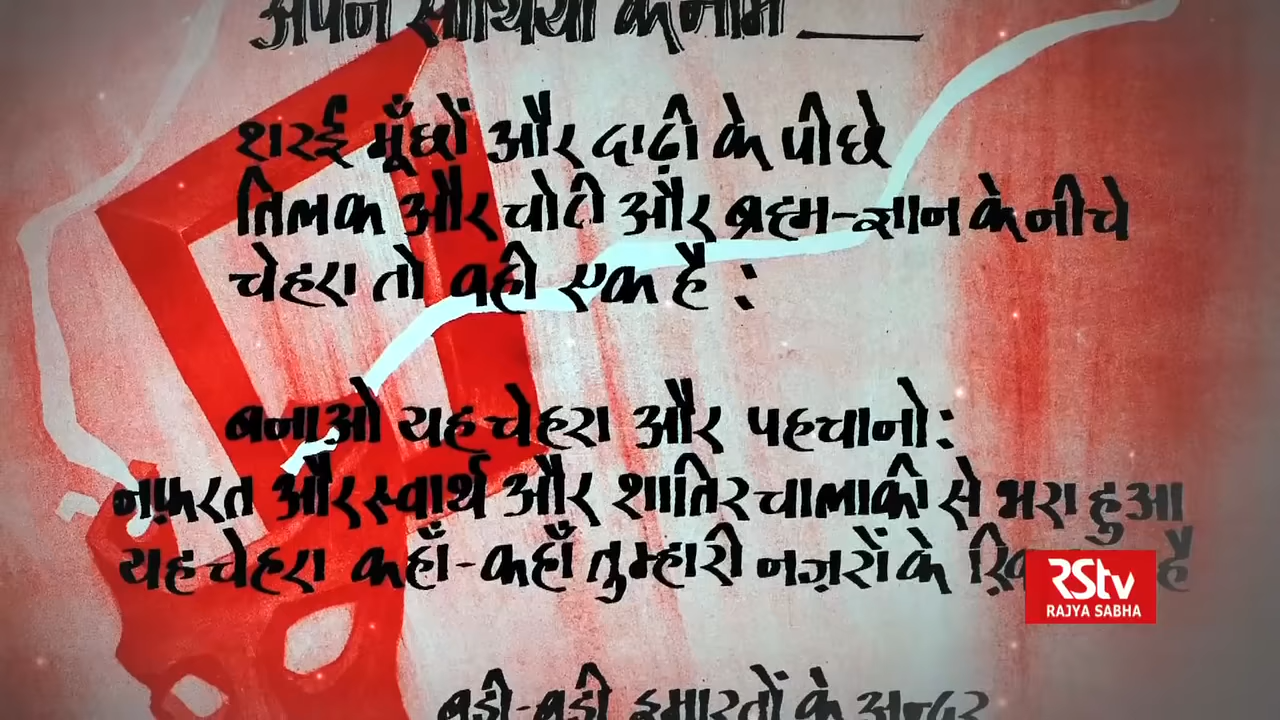 अपने साथियों के नाम
शरई मूँछों और दाढ़ी के पीछे
तिलक और चोटी और ब्रह्म-ज्ञान के नीचे
चेहरा तो वही एक है :
बनाओ यह चेहरा और पहचानो :
नफ़रत और स्वार्थ और शातिर चालाकी से भरा हुआ
यह चेहरा कहाँ-कहाँ तुम्हारी नज़रों के हैं
बड़ी-बड़ी इमारतों के अन्दर
RStv
RAJYA SABHA